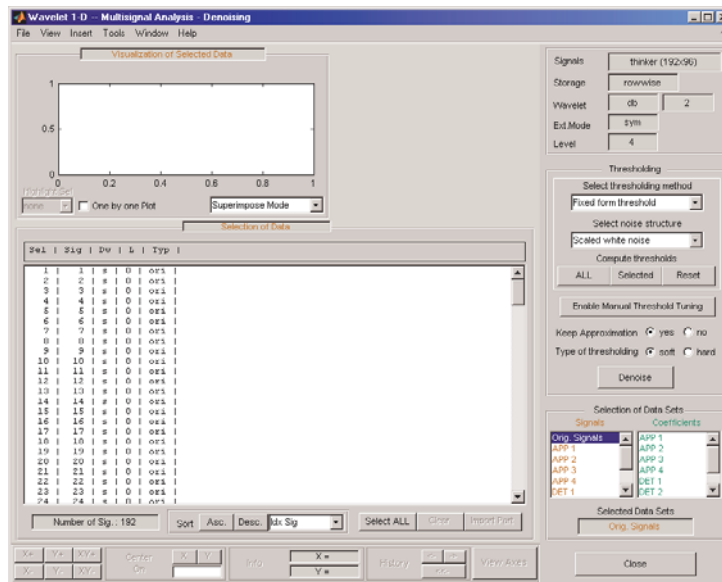 Wavelet 1-D -- Multisignal Analysis - Denoising
File View Insert Tools Window Help
Visualization of Selected Data
1
0.5
0
0 0.2 0.4 0.6 0.8 1
Highlight Sel
none
One by one Plot
Superimpose Mode
Selection of Data
Sel | Sig | Dw | L | Typ |
1 | 1 | s | 0 | ori |
2 | 2 | s | 0 | ori |
3 | 3 | s | 0 | ori |
4 | 4 | s | 0 | ori |
5 | 5 | s | 0 | ori |
6 | 6 | s | 0 | ori |
7 | 7 | s | 0 | ori |
8 | 8 | s | 0 | ori |
9 | 9 | s | 0 | ori |
10 | 10 | s | 0 | ori |
11 | 11 | s | 0 | ori |
12 | 12 | s | 0 | ori |
13 | 13 | s | 0 | ori |
14 | 14 | s | 0 | ori |
15 | 15 | s | 0 | ori |
16 | 16 | s | 0 | ori |
17 | 17 | s | 0 | ori |
18 | 18 | s | 0 | ori |
19 | 19 | s | 0 | ori |
20 | 20 | s | 0 | ori |
21 | 21 | s | 0 | ori |
22 | 22 | s | 0 | ori |
23 | 23 | s | 0 | ori |
24 | 24 | s | 0 | ori |
Number of Sig.: 192
Sort Asc. Desc. Idx Sig
Select ALL Clear Import Part.
X+ Y+ XY+
X- Y- XY-
Center On
X Y
Info
X =
Y =
History
<- ->
<<-
View Axes
Signals thinker (192x96)
Storage rowwise
Wavelet db 2
Ext.Mode sym
Level 4
Thresholding
Select thresholding method
Fixed form threshold
Select noise structure
Scaled white noise
Compute thresholds
ALL Selected Reset
Enable Manual Threshold Tuning
Keep Approximation yes no
Type of thresholding soft hard
Denoise
Selection of Data Sets
Signals Coefficients
Orig. Signals APP 1
APP 1 APP 2
APP 2 APP 3
APP 3 APP 4
APP 4 DET 1
DET 1 DET 2
Selected Data Sets
Orig. Signals
Close